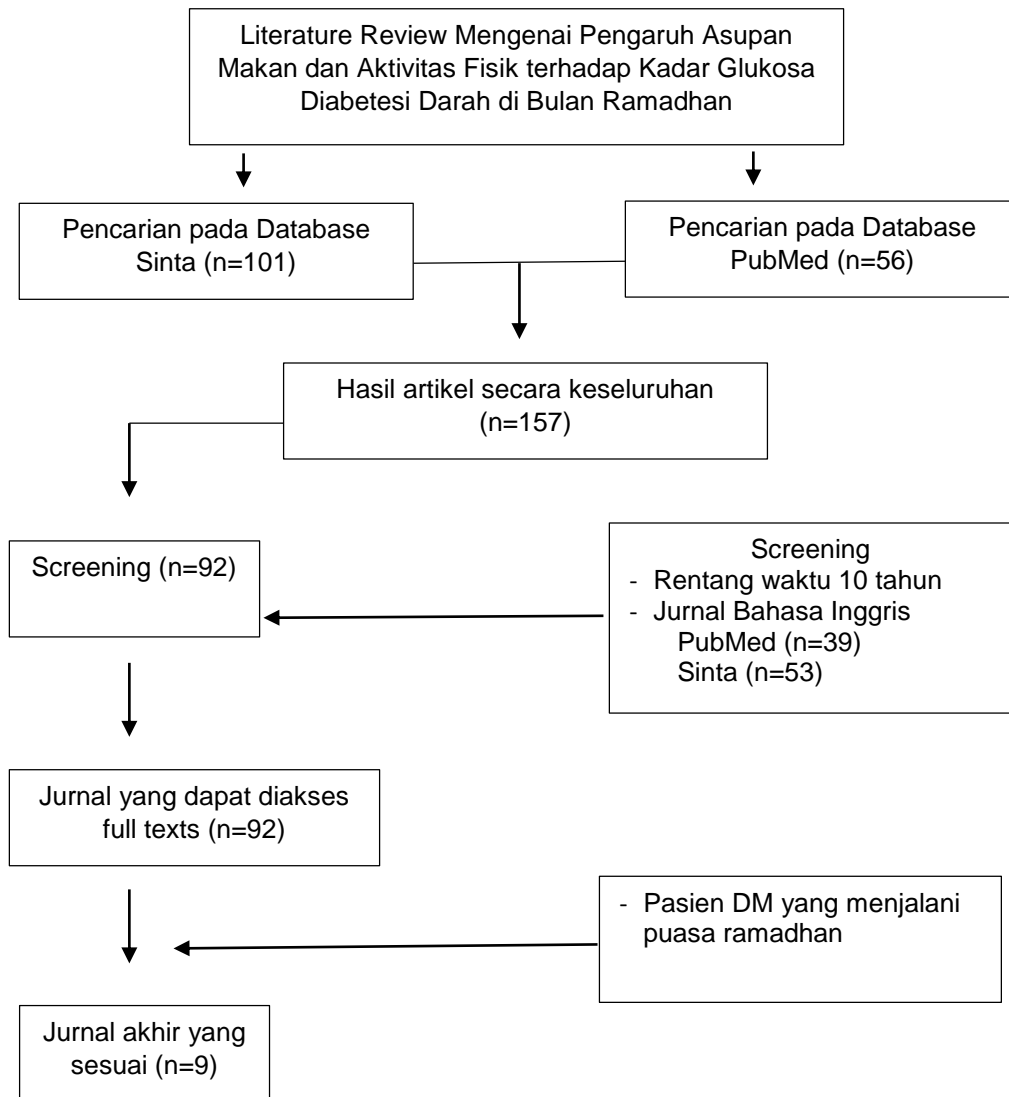 Literature Review Mengenai Pengaruh Asupan
Makan dan Aktivitas Fisik terhadap Kadar Glukosa
Diabetesi Darah di Bulan Ramadhan
Pencarian pada Database
Sinta (n=101)
Pencarian pada Database
PubMed (n=56)
Hasil artikel secara keseluruhan
(n=157)
Screening (n=92)
Screening
- Rentang waktu 10 tahun
- Jurnal Bahasa Inggris
PubMed (n=39)
Sinta (n=53)
Jurnal yang dapat diakses
full texts (n=92)
- Pasien DM yang menjalani
puasa ramadhan
Jurnal akhir yang
sesuai (n=9)